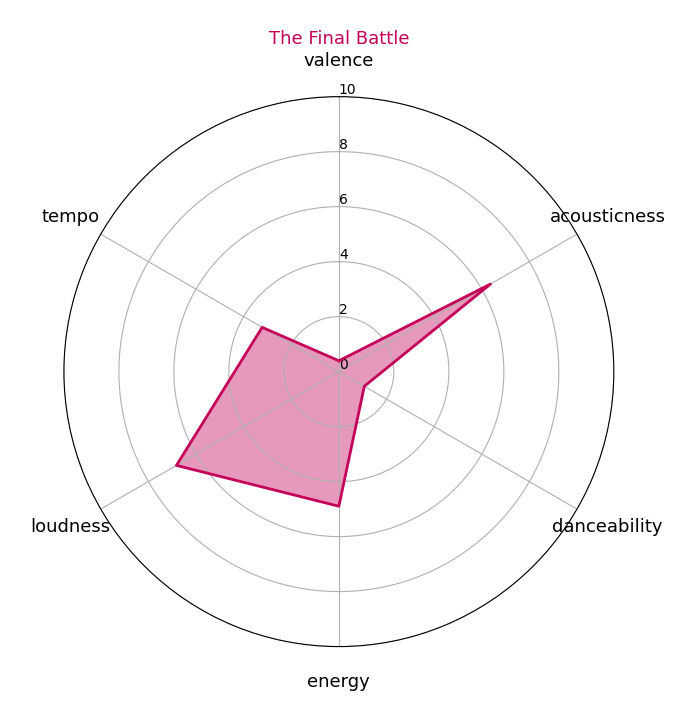 The Final Battle
valence
10
8
6
4
2
0
tempo
acousticness
loudness
danceability
energy